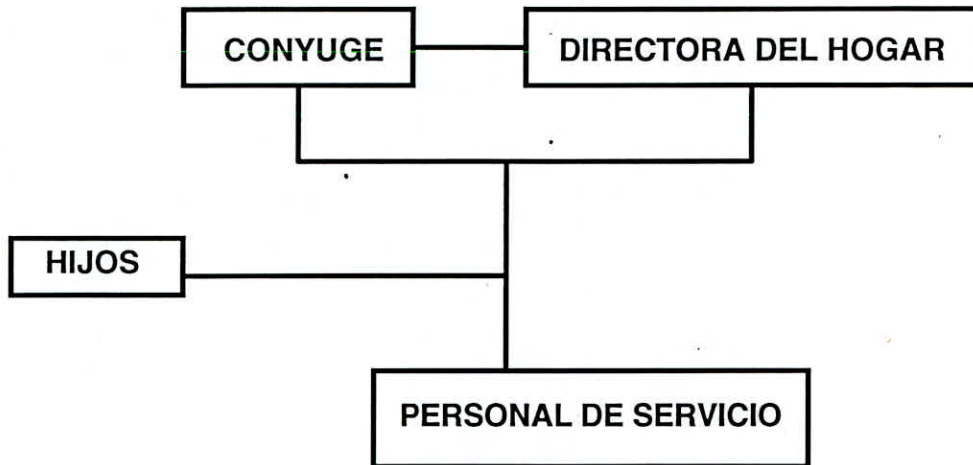 CONYUGE
DIRECTORA DEL HOGAR
HIJOS
PERSONAL DE SERVICIO